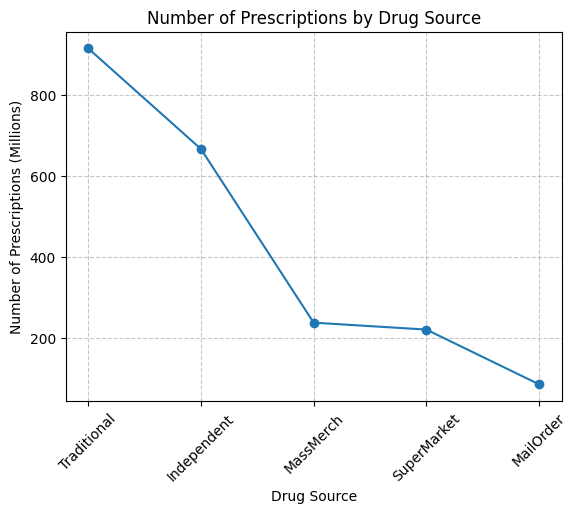 Number of Prescriptions by Drug Source
Number of Prescriptions (Millions)
800
600
400
200
Traditional
Independent
MassMerch
SuperMarket
MailOrder
Drug Source